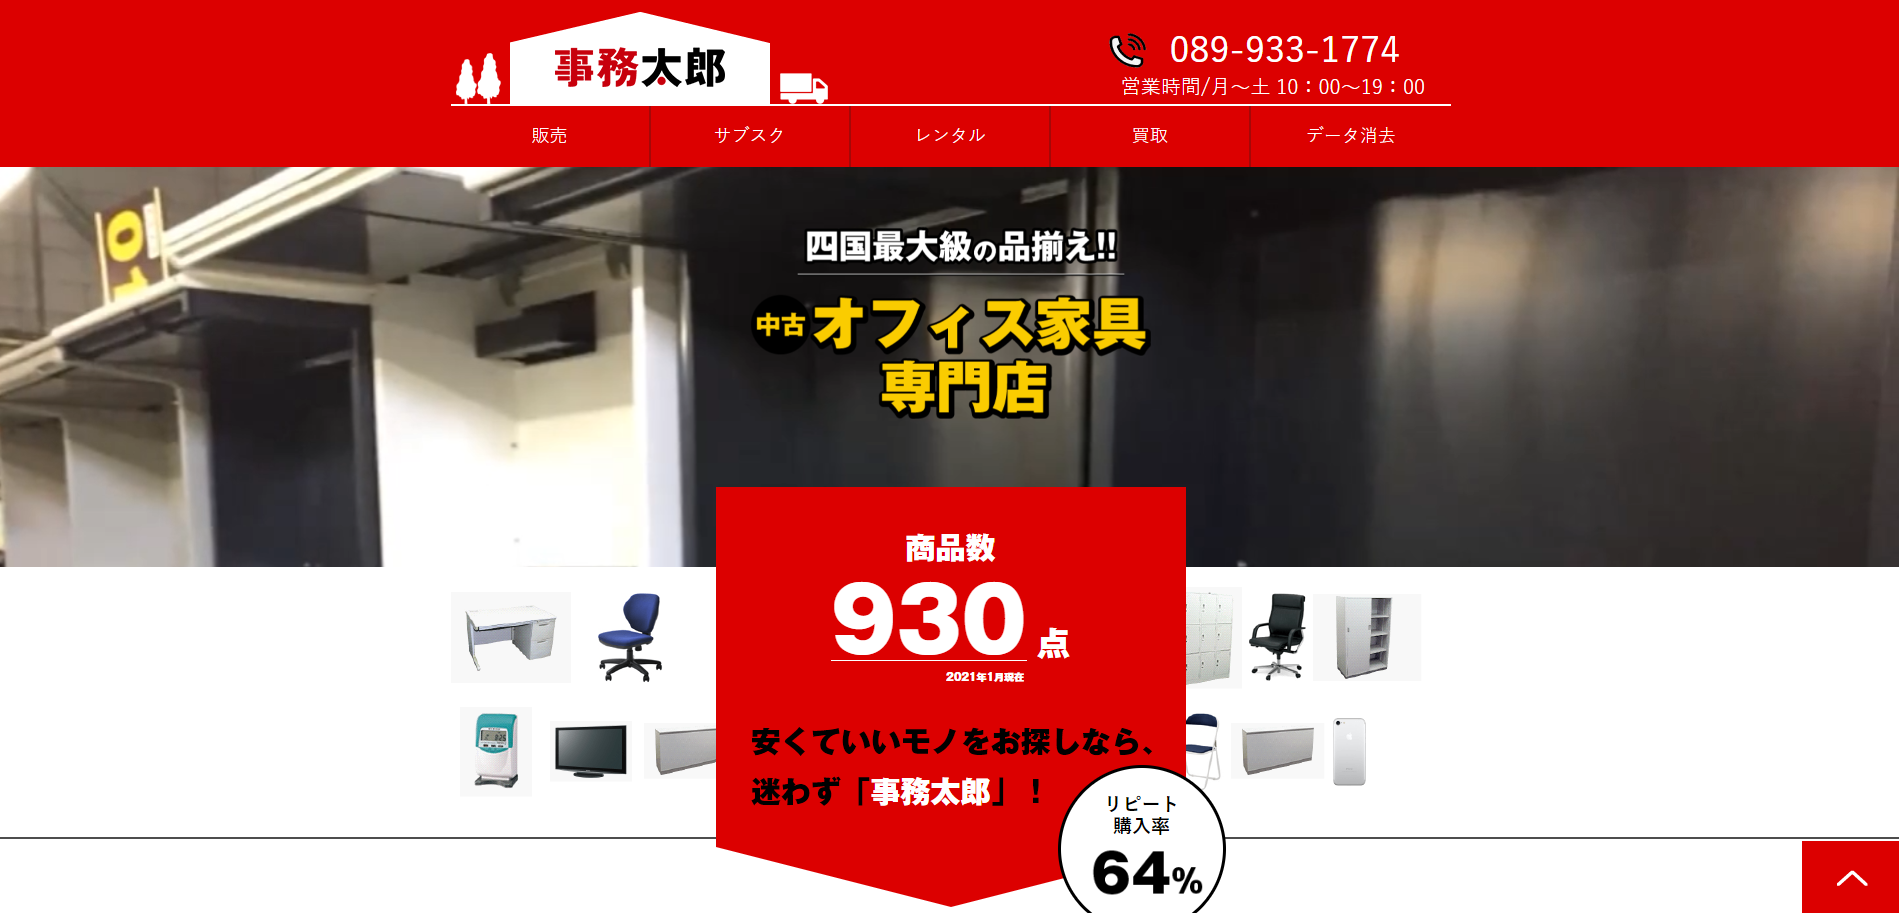 事務太郎
089-933-1774
営業時間/月〜土 10：00〜19：00
販売
サブスク
レンタル
買取
データ消去
四国最大級の品揃え!!
中古 オフィス家具
専門店
商品数
930 点
2021年1月現在
安くていいモノをお探しなら、
迷わず「事務太郎」！
リピート
購入率
64%